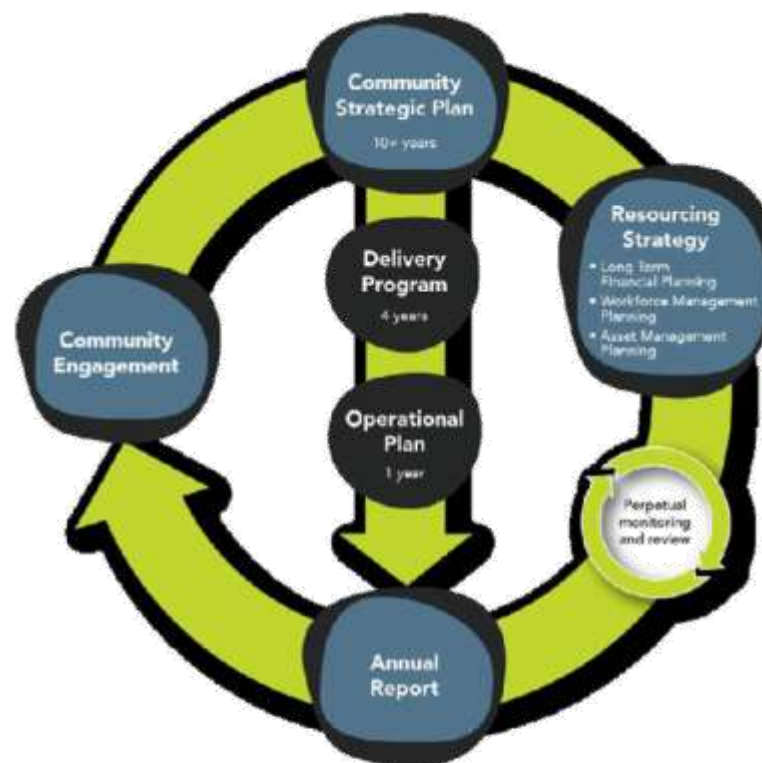 Community
Strategic Plan
10+ years
Resourcing
Strategy
• Long Term
Financial Planning
• Workforce Management
Planning
• Asset Management
Planning
Delivery
Program
4 years
Community
Engagement
Operational
Plan
1 year
Perpetual
monitoring
and review
Annual
Report